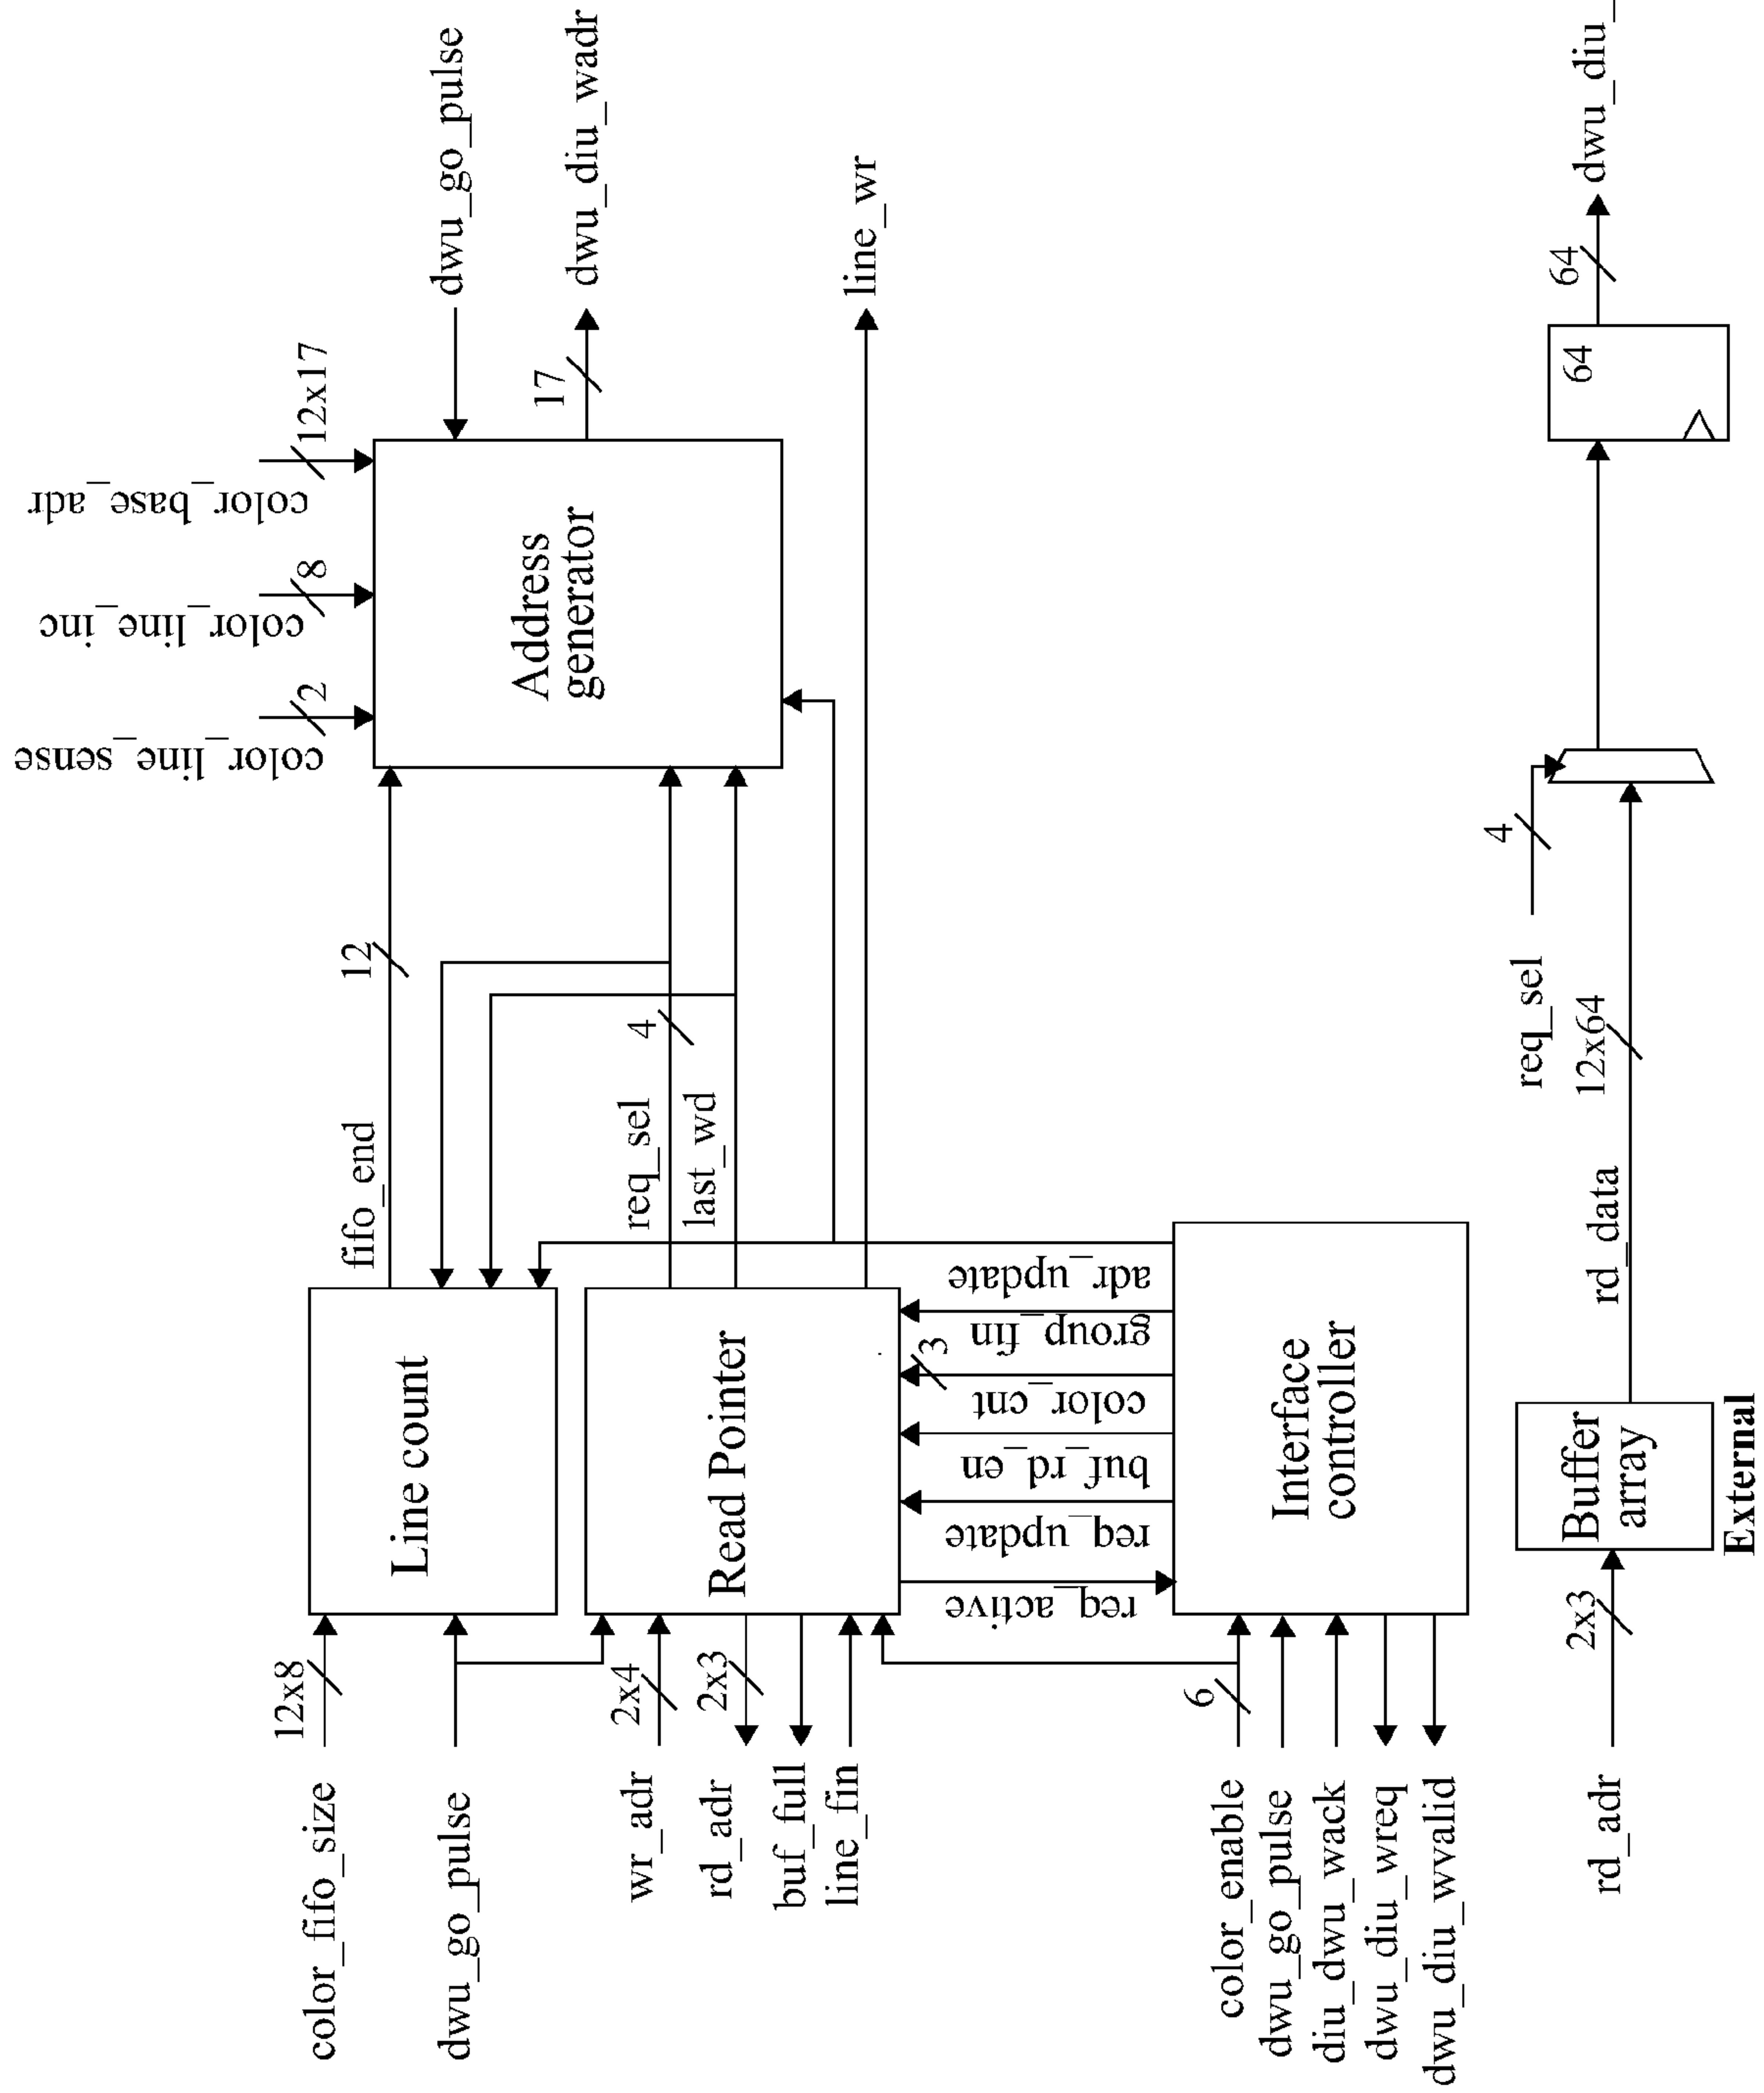 color_fifo_size
12x8
dwu_go_pulse
Line count
fifo_end
12
color_line_sense
2
color_line_inc
8
color_base_adr
12x17
Address
generator
dwu_go_pulse
17
dwu_diu_wadr
wr_adr
2x4
rd_adr
2x3
buf_full
line_fin
Read Pointer
req_sel
4
last_wd
line_wr
req_active
req_update
buf_rd_en
color_cnt
3
group_fin
adr_update
color_enable
6
dwu_go_pulse
diu_dwu_wack
dwu_diu_wreq
dwu_diu_wvalid
Interface
controller
rd_adr
2x3
Buffer
array
External
rd_data
12x64
req_sel
4
64
64
dwu_diu_